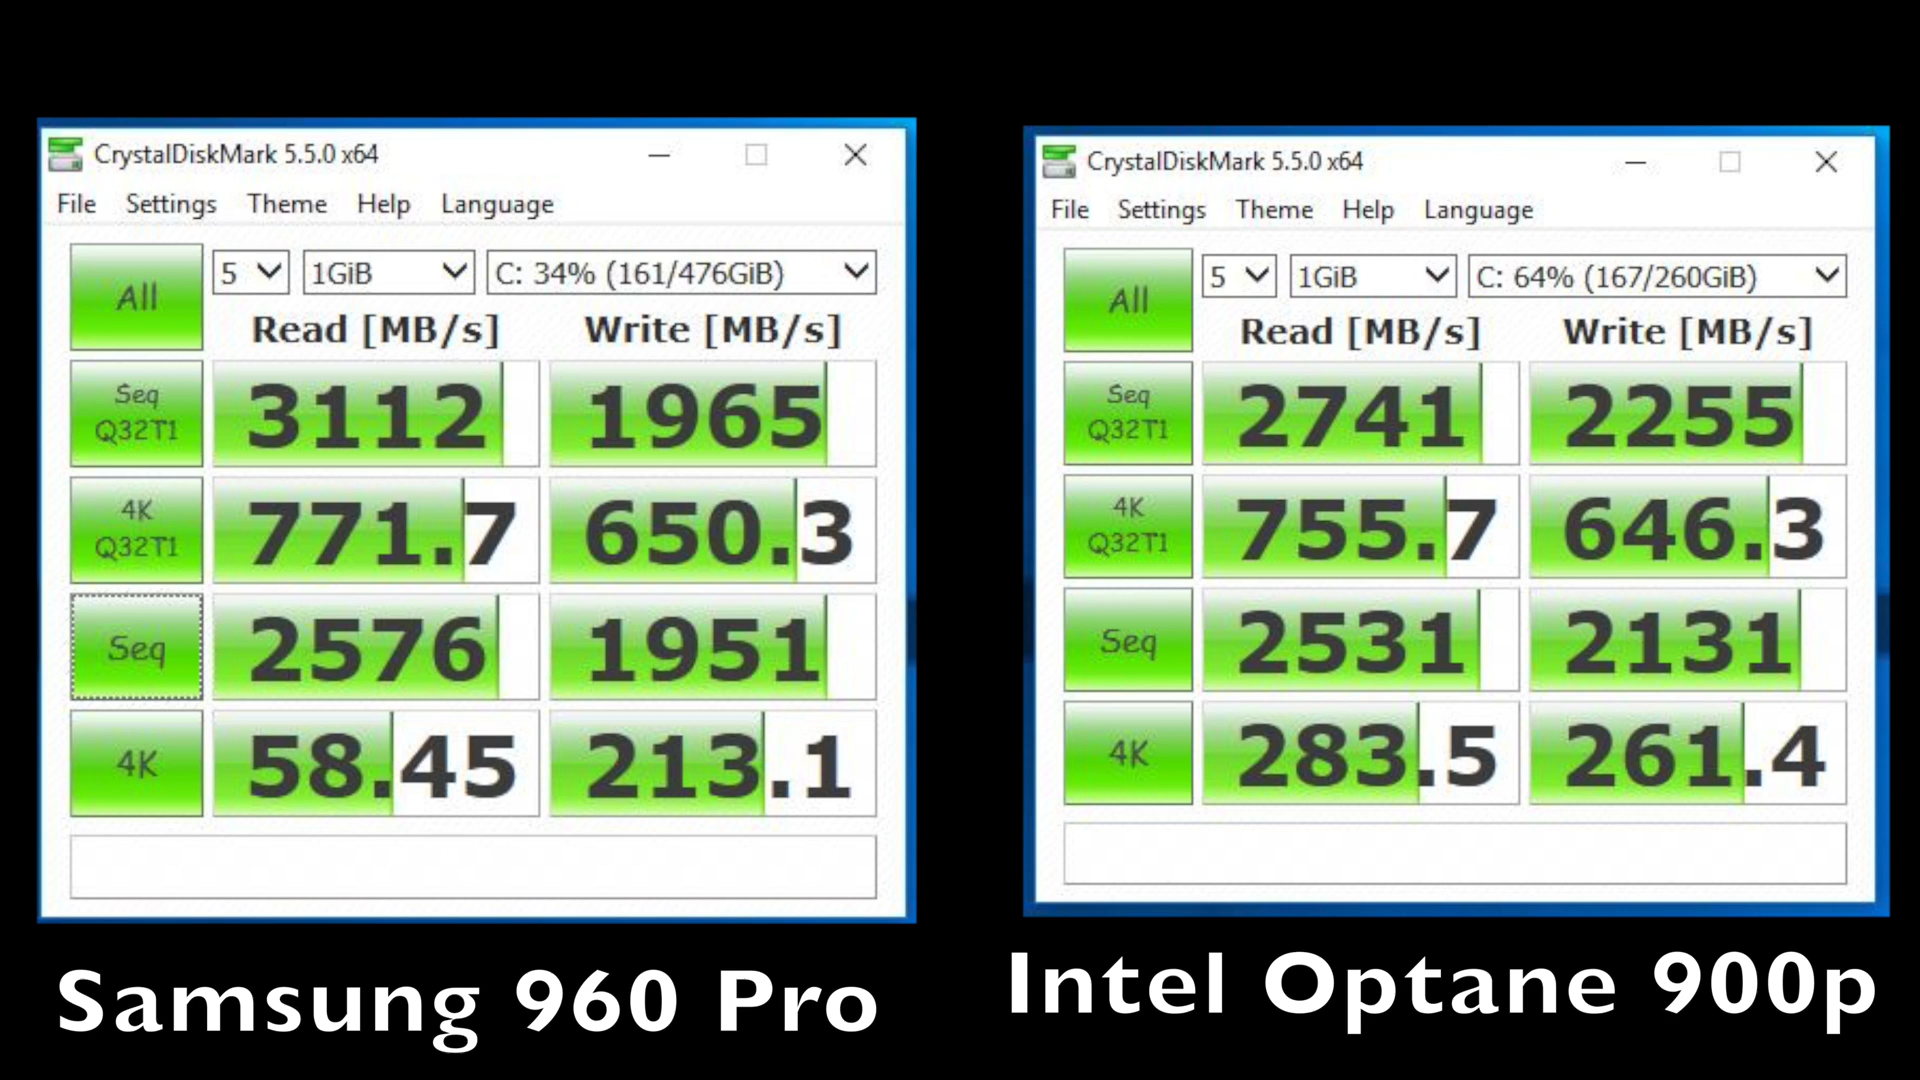 CrystalDiskMark 5.5.0 x64
File Settings Theme Help Language
All 5 1GiB C: 34% (161/476GiB)
Read [MB/s] Write [MB/s]
Seq Q32T1 3112 1965
4K Q32T1 771.7 650.3
Seq 2576 1951
4K 58.45 213.1
Samsung 960 Pro
CrystalDiskMark 5.5.0 x64
File Settings Theme Help Language
All 5 1GiB C: 64% (167/260GiB)
Read [MB/s] Write [MB/s]
Seq Q32T1 2741 2255
4K Q32T1 755.7 646.3
Seq 2531 2131
4K 283.5 261.4
Intel Optane 900p